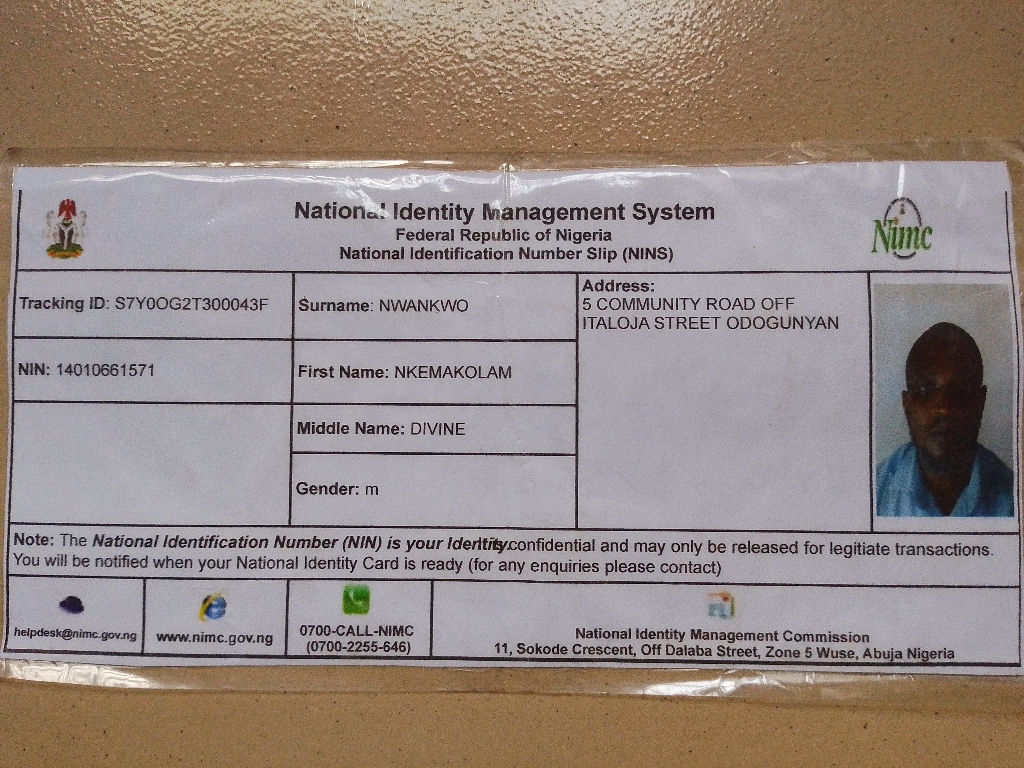 National Identity Management System
Federal Republic of Nigeria
National Identification Number Slip (NINS)
Nimc
Tracking ID: S7Y0OG2T300043F
Surname: NWANKWO
Address:
5 COMMUNITY ROAD OFF
ITALOJA STREET ODOGUNYAN
NIN: 14010661571
First Name: NKEMAKOLAM
Middle Name: DIVINE
Gender: m
Note: The National Identification Number (NIN) is your Identity. confidential and may only be released for legitiate transactions.
You will be notified when your National Identity Card is ready (for any enquiries please contact)
helpdesk@nimc.gov.ng
www.nimc.gov.ng
0700-CALL-NIMC
(0700-2255-646)
National Identity Management Commission
11, Sokode Crescent, Off Dalaba Street, Zone 5 Wuse, Abuja Nigeria